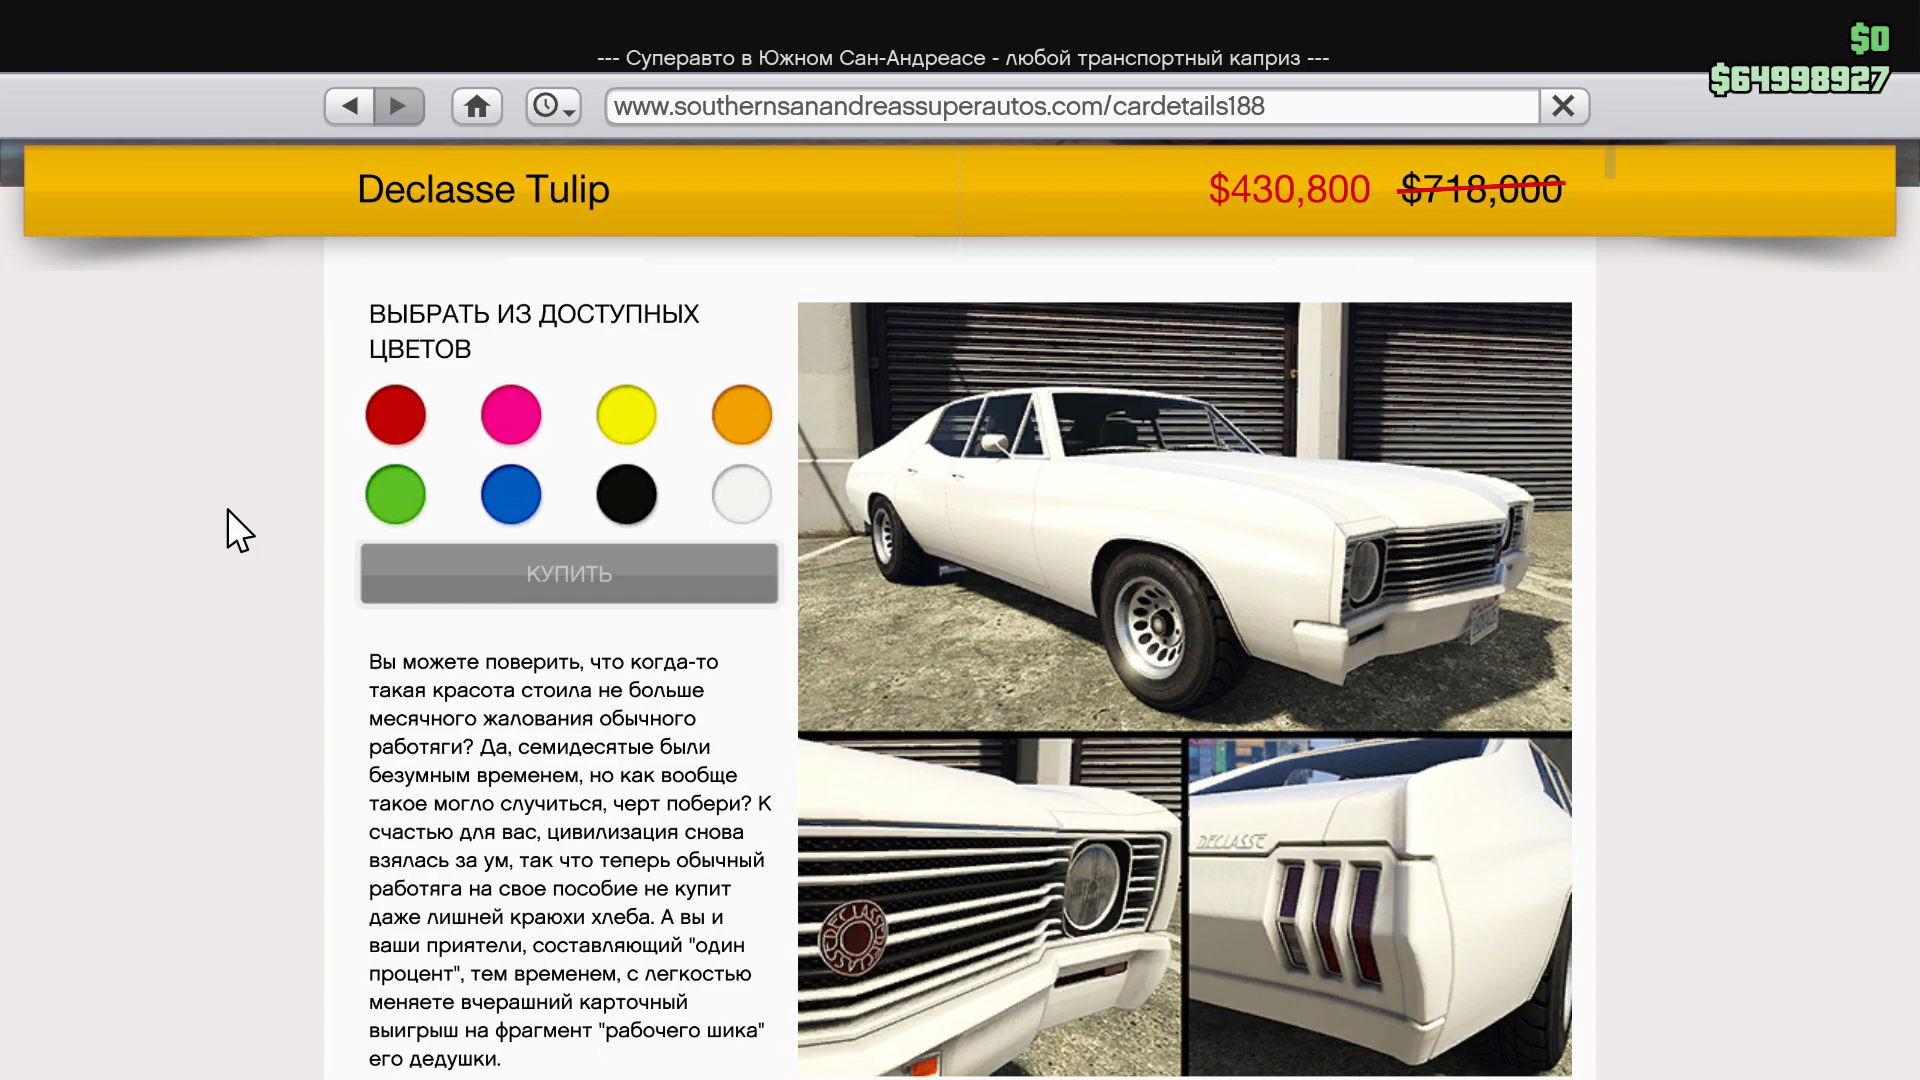 --- Суперавто в Южном Сан-Андреасе - любой транспортный каприз ---
$0
$64998927
www.southernsanandreassuperautos.com/cardetails188
Declasse Tulip
$430,800 $718,000
ВЫБРАТЬ ИЗ ДОСТУПНЫХ
ЦВЕТОВ
КУПИТЬ
Вы можете поверить, что когда-то
такая красота стоила не больше
месячного жалования обычного
работяги? Да, семидесятые были
безумным временем, но как вообще
такое могло случиться, черт побери? К
счастью для вас, цивилизация снова
взялась за ум, так что теперь обычный
работяга на свое пособие не купит
даже лишней краюхи хлеба. А вы и
ваши приятели, составляющий "один
процент", тем временем, с легкостью
меняете вчерашний карточный
выигрыш на фрагмент "рабочего шика"
его дедушки.
DECLASSE
DECLASSE
DECLASSE